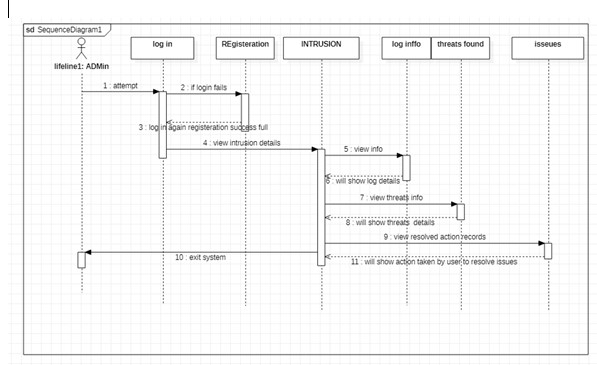 sd SequenceDiagram1
lifeline1: ADMin
log in
REgisteration
INTRUSION
log inffo
threats found
isseues
1 : attempt
2 : if login fails
3 : log in again registeration success full
4 : view intrusion details
5 : view info
6 : will show log details
7 : view threats info
8 : will show threats details
9 : view resolved action records
10 : exit system
11 : will show action taken by user to resolve issues